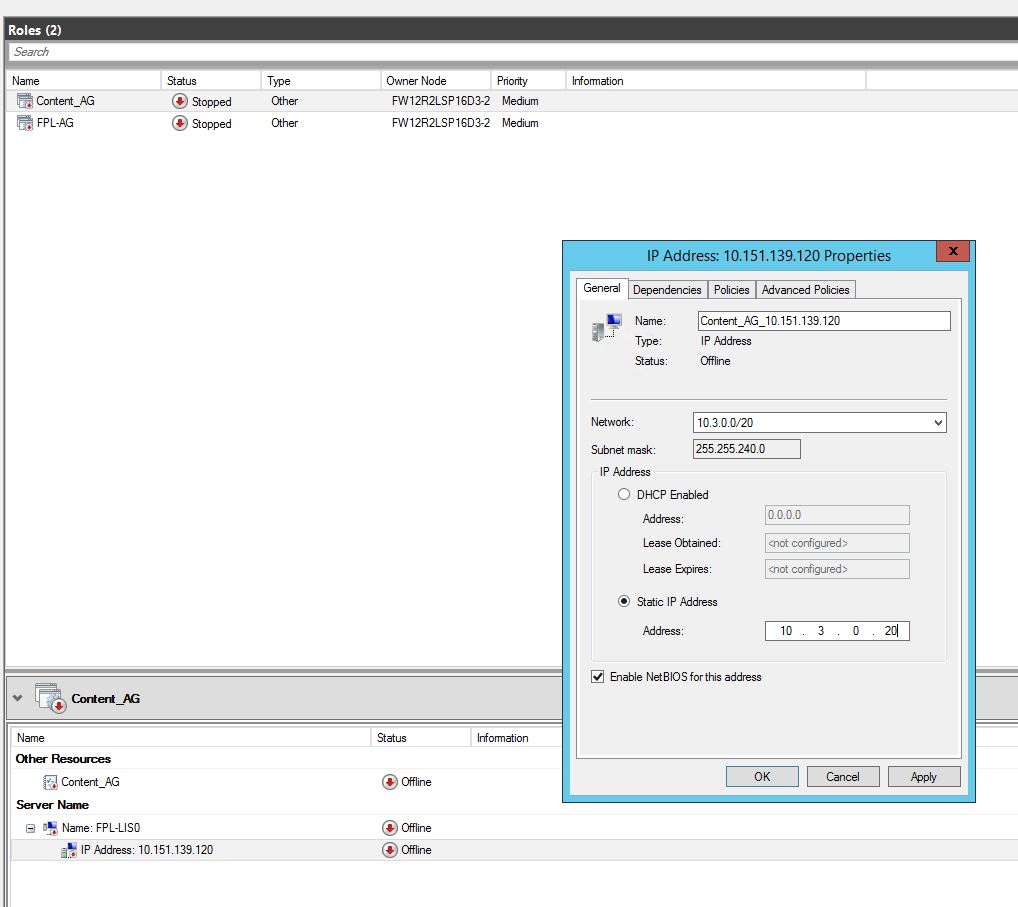 Roles (2)
Search
Name Status Type Owner Node Priority Information
Content_AG Stopped Other FW12R2LSP16D3-2 Medium
FPL-AG Stopped Other FW12R2LSP16D3-2 Medium
IP Address: 10.151.139.120 Properties
x
General Dependencies Policies Advanced Policies
Name: Content_AG_10.151.139.120
Type: IP Address
Status: Offline
Network: 10.3.0.0/20
Subnet mask: 255.255.240.0
IP Address
DHCP Enabled
Address: 0.0.0.0
Lease Obtained: <not configured>
Lease Expires: <not configured>
Static IP Address
Address: 10 . 3 . 0 . 20
Enable NetBIOS for this address
OK Cancel Apply
Content_AG
Name Status Information
Other Resources
Content_AG Offline
Server Name
Name: FPL-LIS0 Offline
IP Address: 10.151.139.120 Offline